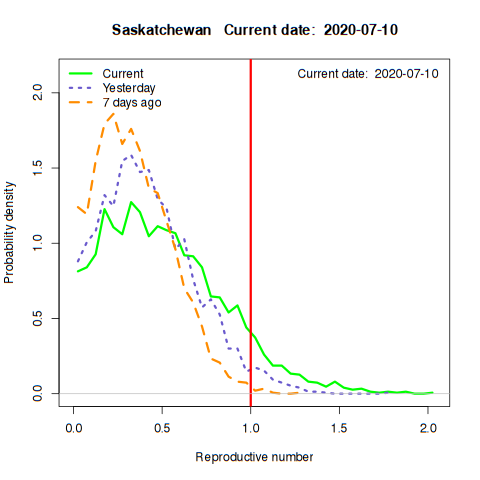 Saskatchewan Current date: 2020-07-10
Current date: 2020-07-10
Current
Yesterday
7 days ago
Probability density
2.0
1.5
1.0
0.5
0.0
0.0 0.5 1.0 1.5 2.0
Reproductive number